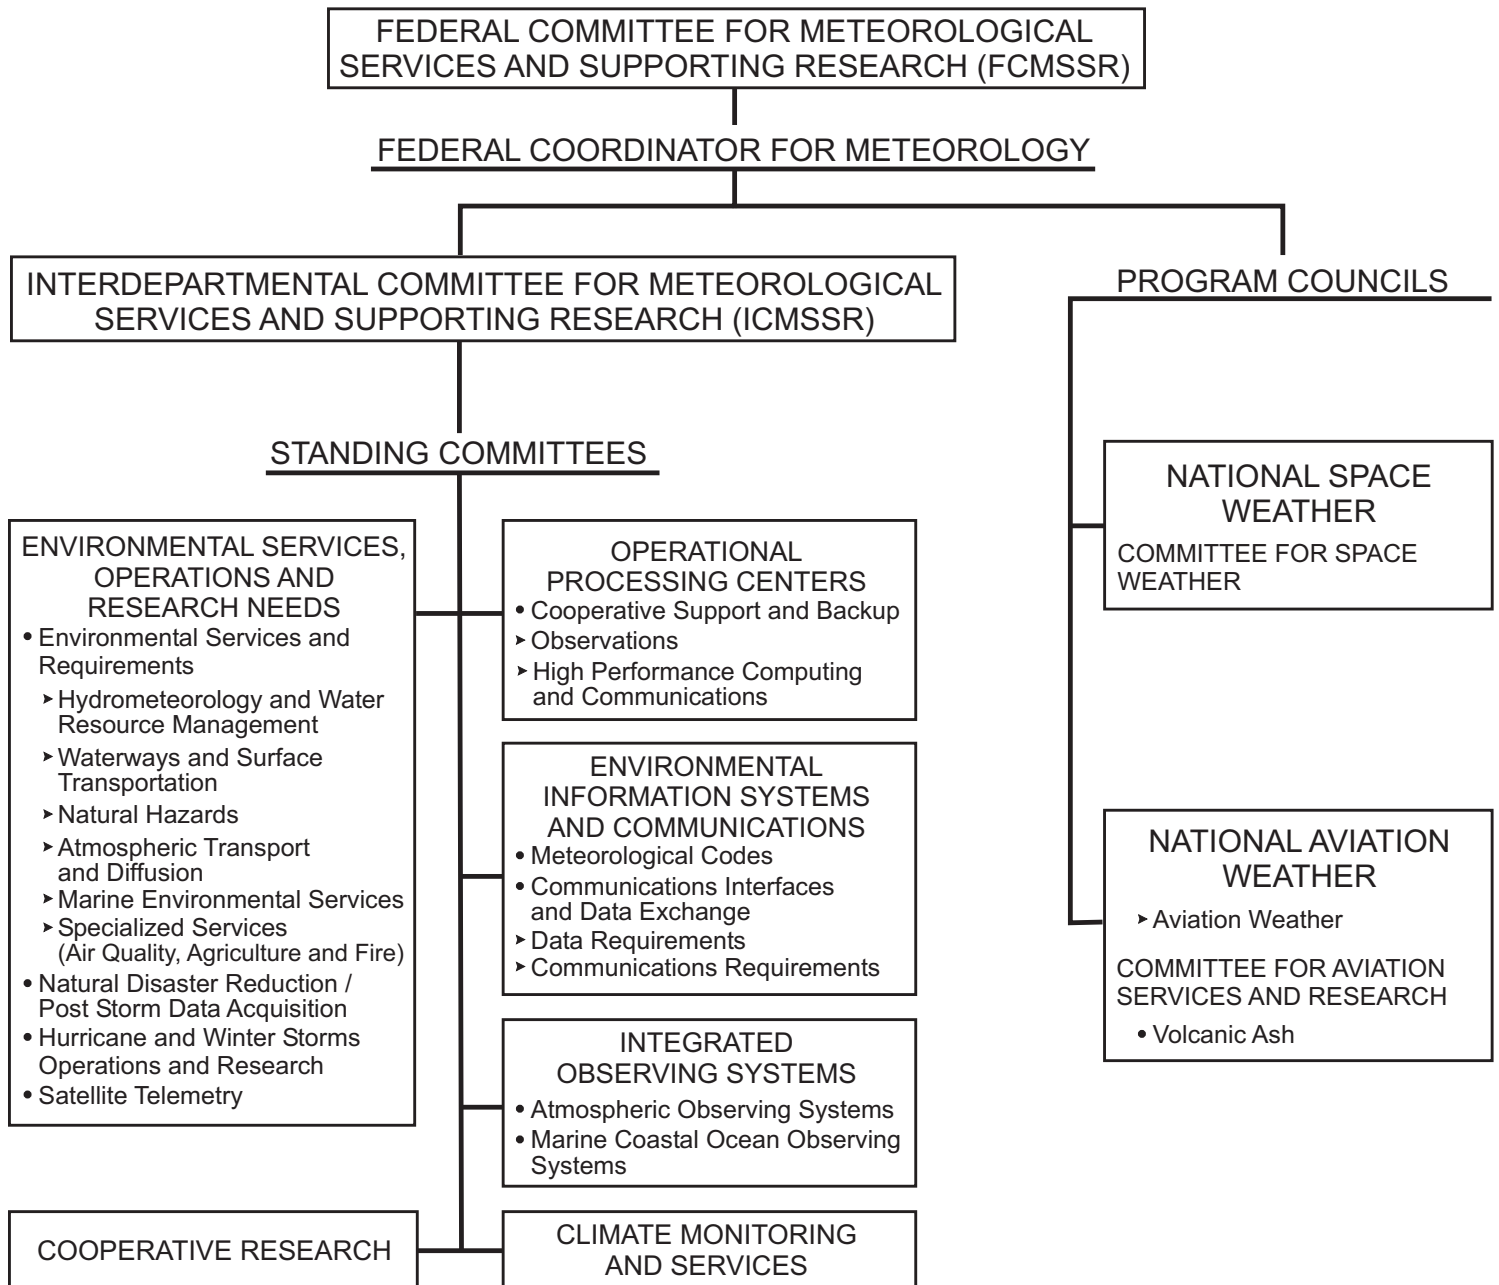 FEDERAL COMMITTEE FOR METEOROLOGICAL
SERVICES AND SUPPORTING RESEARCH (FCMSSR)
FEDERAL COORDINATOR FOR METEOROLOGY
INTERDEPARTMENTAL COMMITTEE FOR METEOROLOGICAL
SERVICES AND SUPPORTING RESEARCH (ICMSSR)
STANDING COMMITTEES
ENVIRONMENTAL SERVICES,
OPERATIONS AND
RESEARCH NEEDS
• Environmental Services and
Requirements
➤ Hydrometeorology and Water
Resource Management
➤ Waterways and Surface
Transportation
➤ Natural Hazards
➤ Atmospheric Transport
and Diffusion
➤ Marine Environmental Services
➤ Specialized Services
(Air Quality, Agriculture and Fire)
• Natural Disaster Reduction /
Post Storm Data Acquisition
• Hurricane and Winter Storms
Operations and Research
• Satellite Telemetry
COOPERATIVE RESEARCH
OPERATIONAL
PROCESSING CENTERS
• Cooperative Support and Backup
➤ Observations
➤ High Performance Computing
and Communications
ENVIRONMENTAL
INFORMATION SYSTEMS
AND COMMUNICATIONS
• Meteorological Codes
• Communications Interfaces
and Data Exchange
➤ Data Requirements
➤ Communications Requirements
INTEGRATED
OBSERVING SYSTEMS
• Atmospheric Observing Systems
• Marine Coastal Ocean Observing
Systems
CLIMATE MONITORING
AND SERVICES
PROGRAM COUNCILS
NATIONAL SPACE
WEATHER
COMMITTEE FOR SPACE
WEATHER
NATIONAL AVIATION
WEATHER
➤ Aviation Weather
COMMITTEE FOR AVIATION
SERVICES AND RESEARCH
• Volcanic Ash